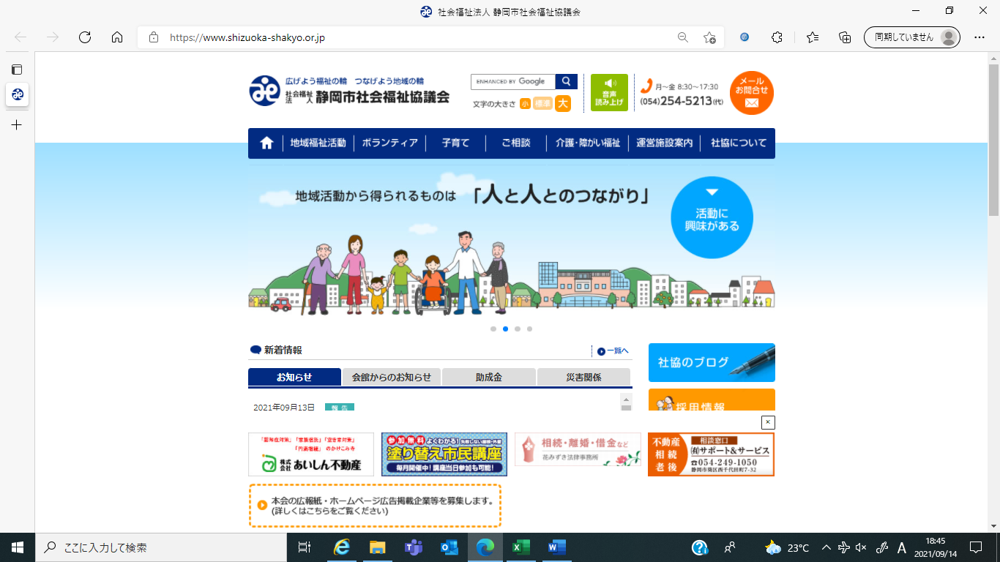 社会福祉法人 静岡市社会福祉協議会
https://www.shizuoka-shakyo.or.jp
同期していません
広げよう福祉の輪 つなげよう地域の輪
社会福祉法人 静岡市社会福祉協議会
ENHANCED BY Google
文字の大きさ 小 標準 大
音声
読み上げ
月～金 8:30～17:30
(054)254-5213(代)
メール
お問合せ
地域福祉活動 ボランティア 子育て ご相談 介護・障がい福祉 運営施設案内 社協について
地域活動から得られるものは 「人と人とのつながり」
活動に
興味がある
新着情報
一覧へ
お知らせ 会館からのお知らせ 助成金 災害関係
2021年09月13日 報告
社協のブログ
採用情報
「認知症対策」「家族信託」「空き家対策」
「円満相続」のかけこみ寺
株式会社 あいしん不動産
参加無料 よくわかる!失敗しない屋根・外壁
塗り替え市民講座
毎月開催中!講座当日参加も可能!
相続・離婚・借金など
花みずき法律事務所
不動産
相続
老後
相談窓口
㈲サポート&サービス
☎054-249-1050
静岡市葵区西千代田町7-32
本会の広報紙・ホームページ広告掲載企業等を募集します。
(詳しくはこちらをご覧ください)
ここに入力して検索
23°C
A
18:45
2021/09/14